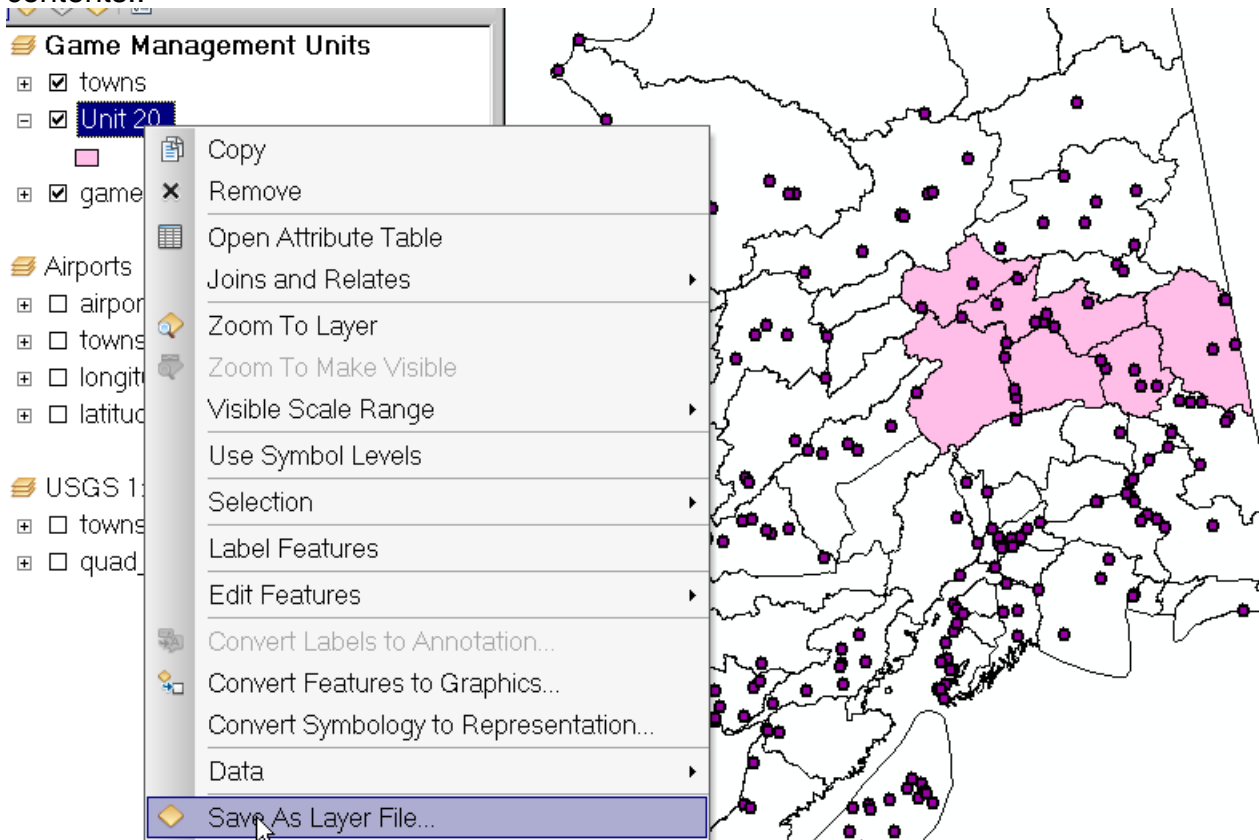 Game Management Units
towns
Unit 20
game
Airports
airpor
towns
longit
latitud
USGS 1:
towns
quad_
Copy
Remove
Open Attribute Table
Joins and Relates
Zoom To Layer
Zoom To Make Visible
Visible Scale Range
Use Symbol Levels
Selection
Label Features
Edit Features
Convert Labels to Annotation...
Convert Features to Graphics...
Convert Symbology to Representation...
Data
Save As Layer File...